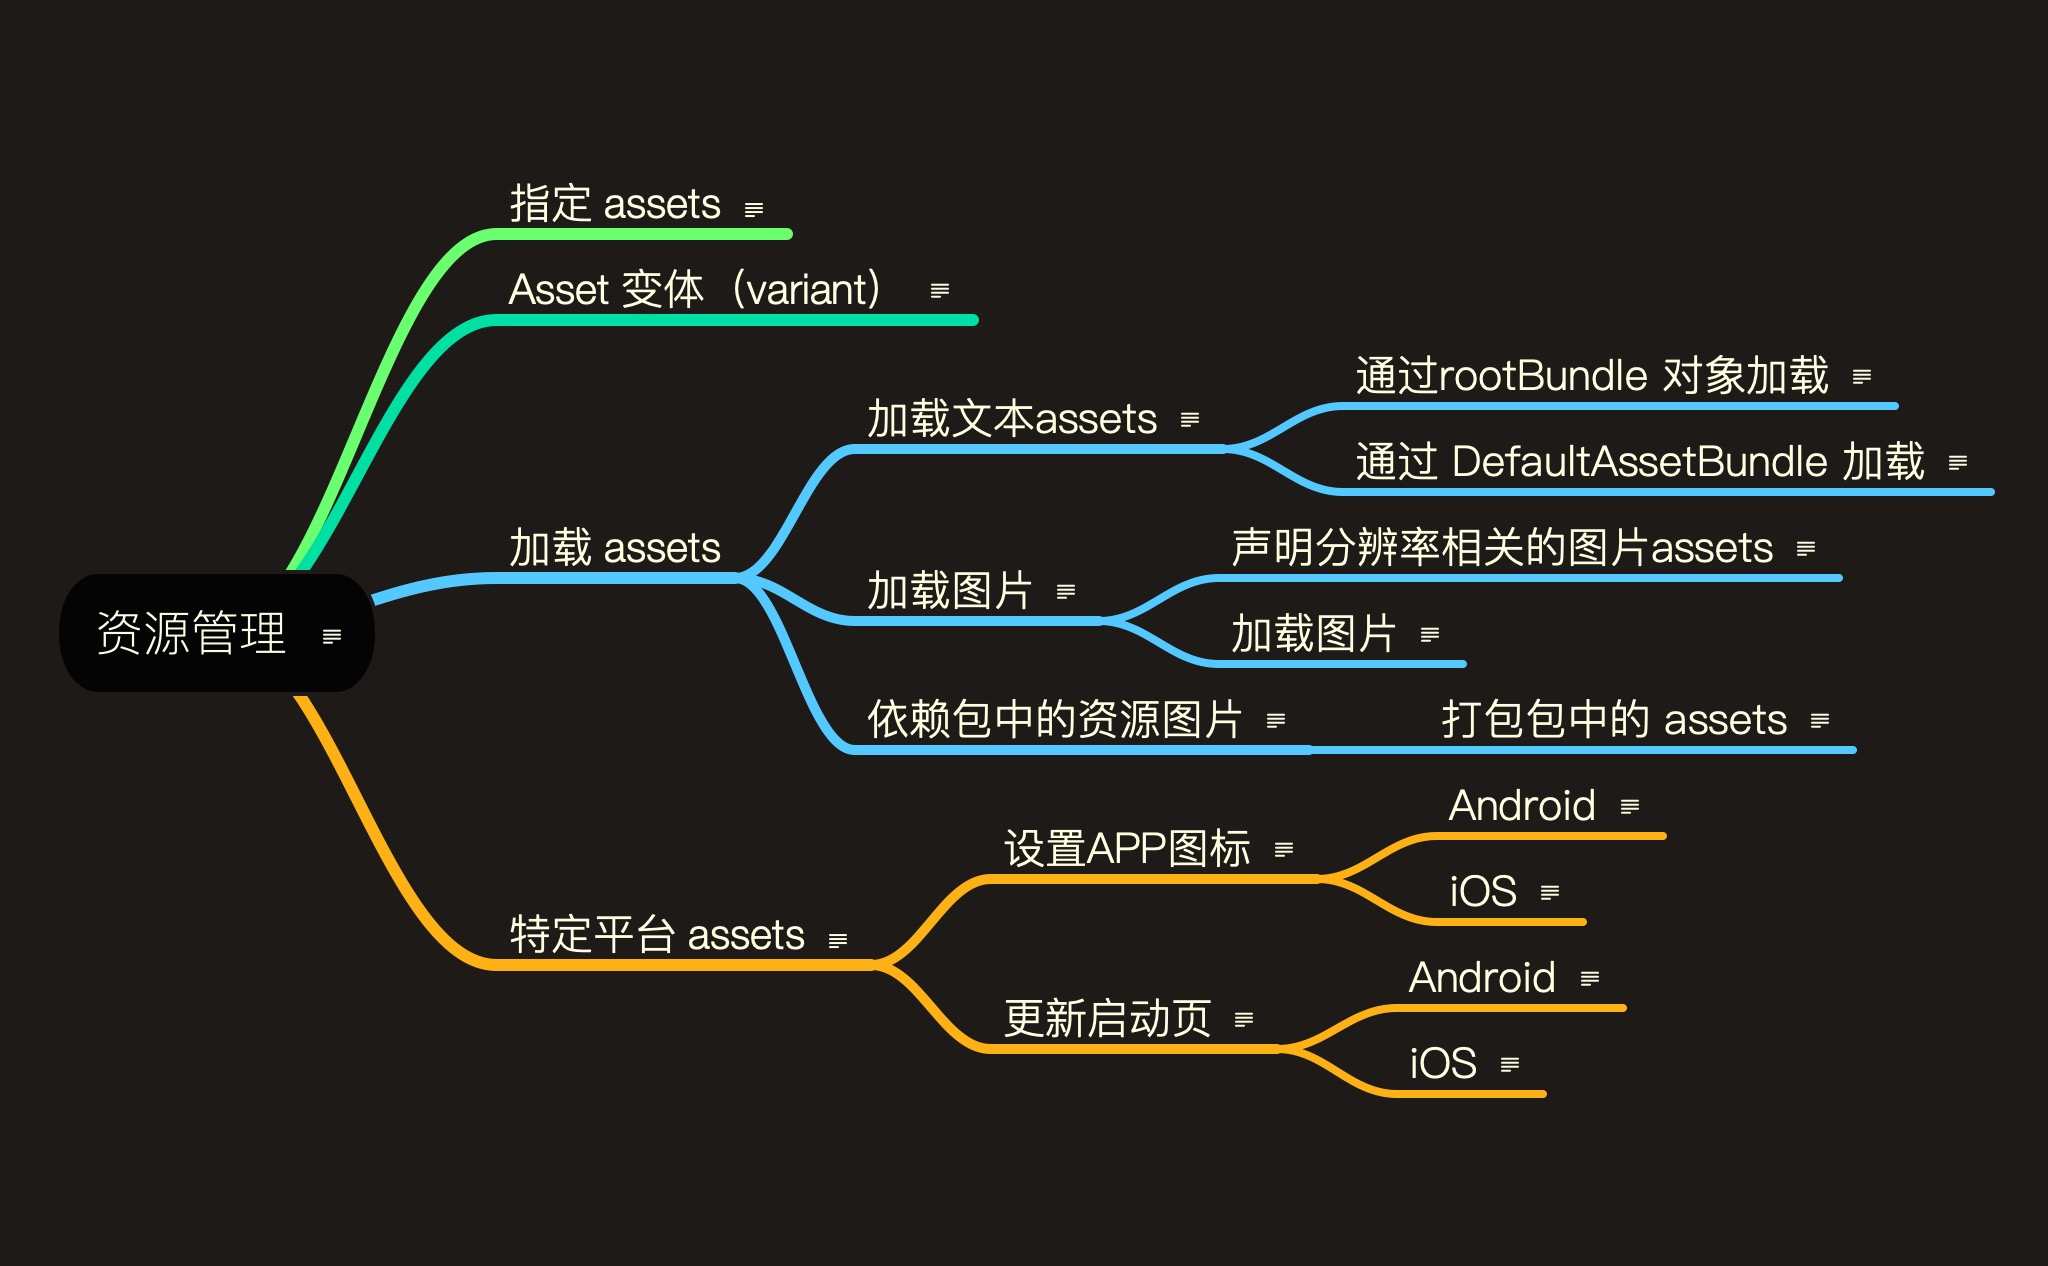 指定 assets
Asset 变体（variant）
通过rootBundle 对象加载
加载文本assets
通过 DefaultAssetBundle 加载
加载 assets
声明分辨率相关的图片assets
加载图片
加载图片
资源管理
依赖包中的资源图片
打包包中的 assets
Android
设置APP图标
iOS
特定平台 assets
Android
更新启动页
iOS